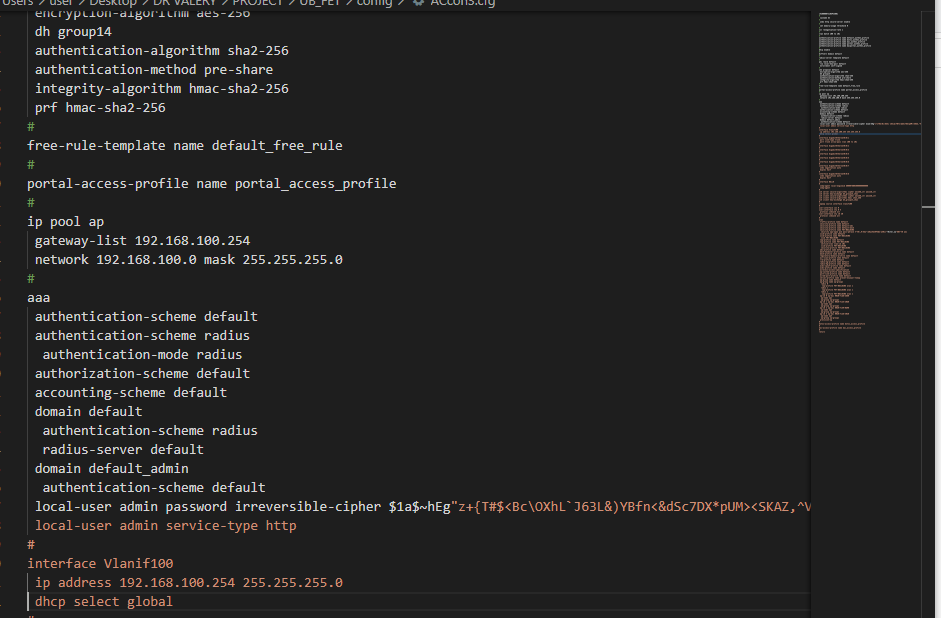 Users > user > Desktop > DR VALERY > PROJECT > UB_FET > config > ACcon3.cfg
encryption-algorithm aes-256
dh group14
authentication-algorithm sha2-256
authentication-method pre-share
integrity-algorithm hmac-sha2-256
prf hmac-sha2-256
#
free-rule-template name default_free_rule
#
portal-access-profile name portal_access_profile
#
ip pool ap
gateway-list 192.168.100.254
network 192.168.100.0 mask 255.255.255.0
#
aaa
authentication-scheme default
authentication-scheme radius
authentication-mode radius
authorization-scheme default
accounting-scheme default
domain default
authentication-scheme radius
radius-server default
domain default_admin
authentication-scheme default
local-user admin password irreversible-cipher $1a$~hEg"z+{T#$<Bc\OXhL`J63L&)YBfn<&dSc7DX*pUM><SKAZ,^V
local-user admin service-type http
#
interface Vlanif100
ip address 192.168.100.254 255.255.255.0
dhcp select global
#